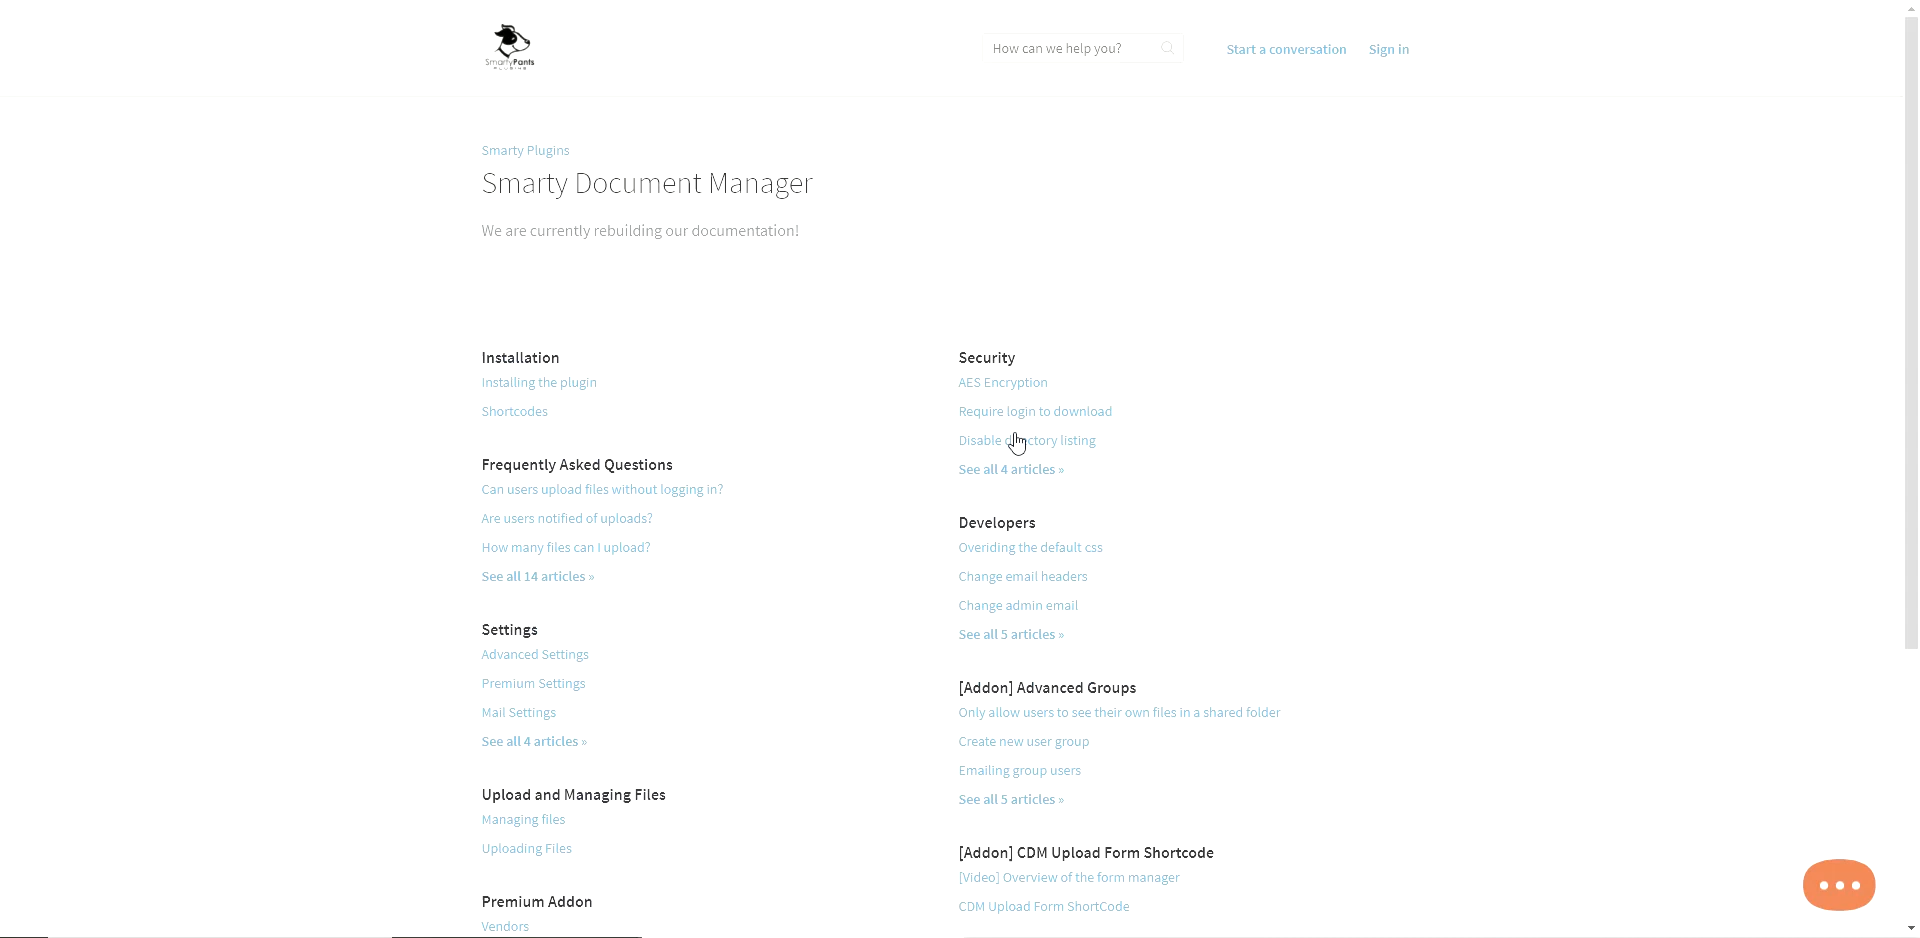 SmartyPants
PLUGINS
How can we help you?
Start a conversation
Sign in
Smarty Plugins
Smarty Document Manager
We are currently rebuilding our documentation!
Installation
Installing the plugin
Shortcodes
Frequently Asked Questions
Can users upload files without logging in?
Are users notified of uploads?
How many files can I upload?
See all 14 articles »
Settings
Advanced Settings
Premium Settings
Mail Settings
See all 4 articles »
Upload and Managing Files
Managing files
Uploading Files
Premium Addon
Vendors
Security
AES Encryption
Require login to download
Disable directory listing
See all 4 articles »
Developers
Overiding the default css
Change email headers
Change admin email
See all 5 articles »
[Addon] Advanced Groups
Only allow users to see their own files in a shared folder
Create new user group
Emailing group users
See all 5 articles »
[Addon] CDM Upload Form Shortcode
[Video] Overview of the form manager
CDM Upload Form ShortCode